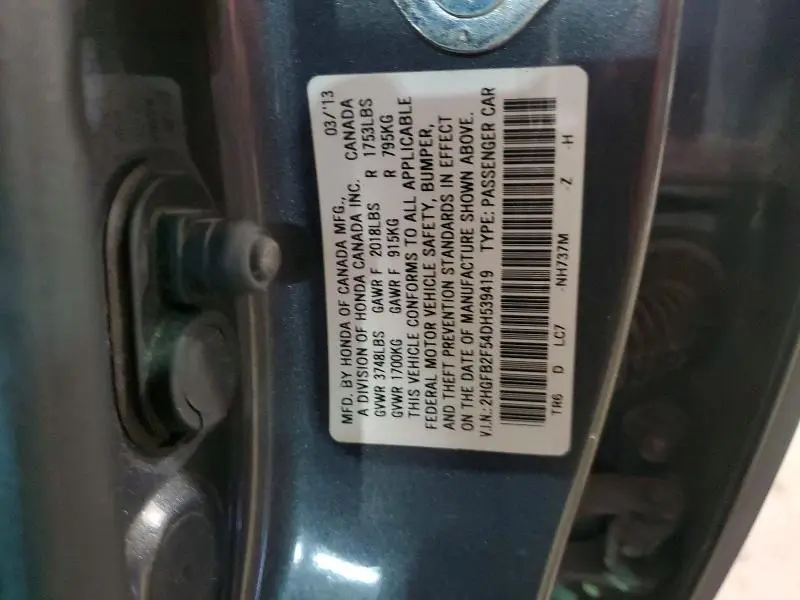 MFD. BY HONDA OF CANADA MFG., 03/'13
A DIVISION OF HONDA CANADA INC. CANADA
GVWR 3748LBS GAWR F 2018LBS R 1753LBS
GVWR 1700KG GAWR F 915KG R 795KG
THIS VEHICLE CONFORMS TO ALL APPLICABLE
FEDERAL MOTOR VEHICLE SAFETY, BUMPER,
AND THEFT PREVENTION STANDARDS IN EFFECT
ON THE DATE OF MANUFACTURE SHOWN ABOVE.
V.I.N.: 2HGFB2F54DH539419 TYPE: PASSENGER CAR
TR6 D LC7 -NH737M -Z -H